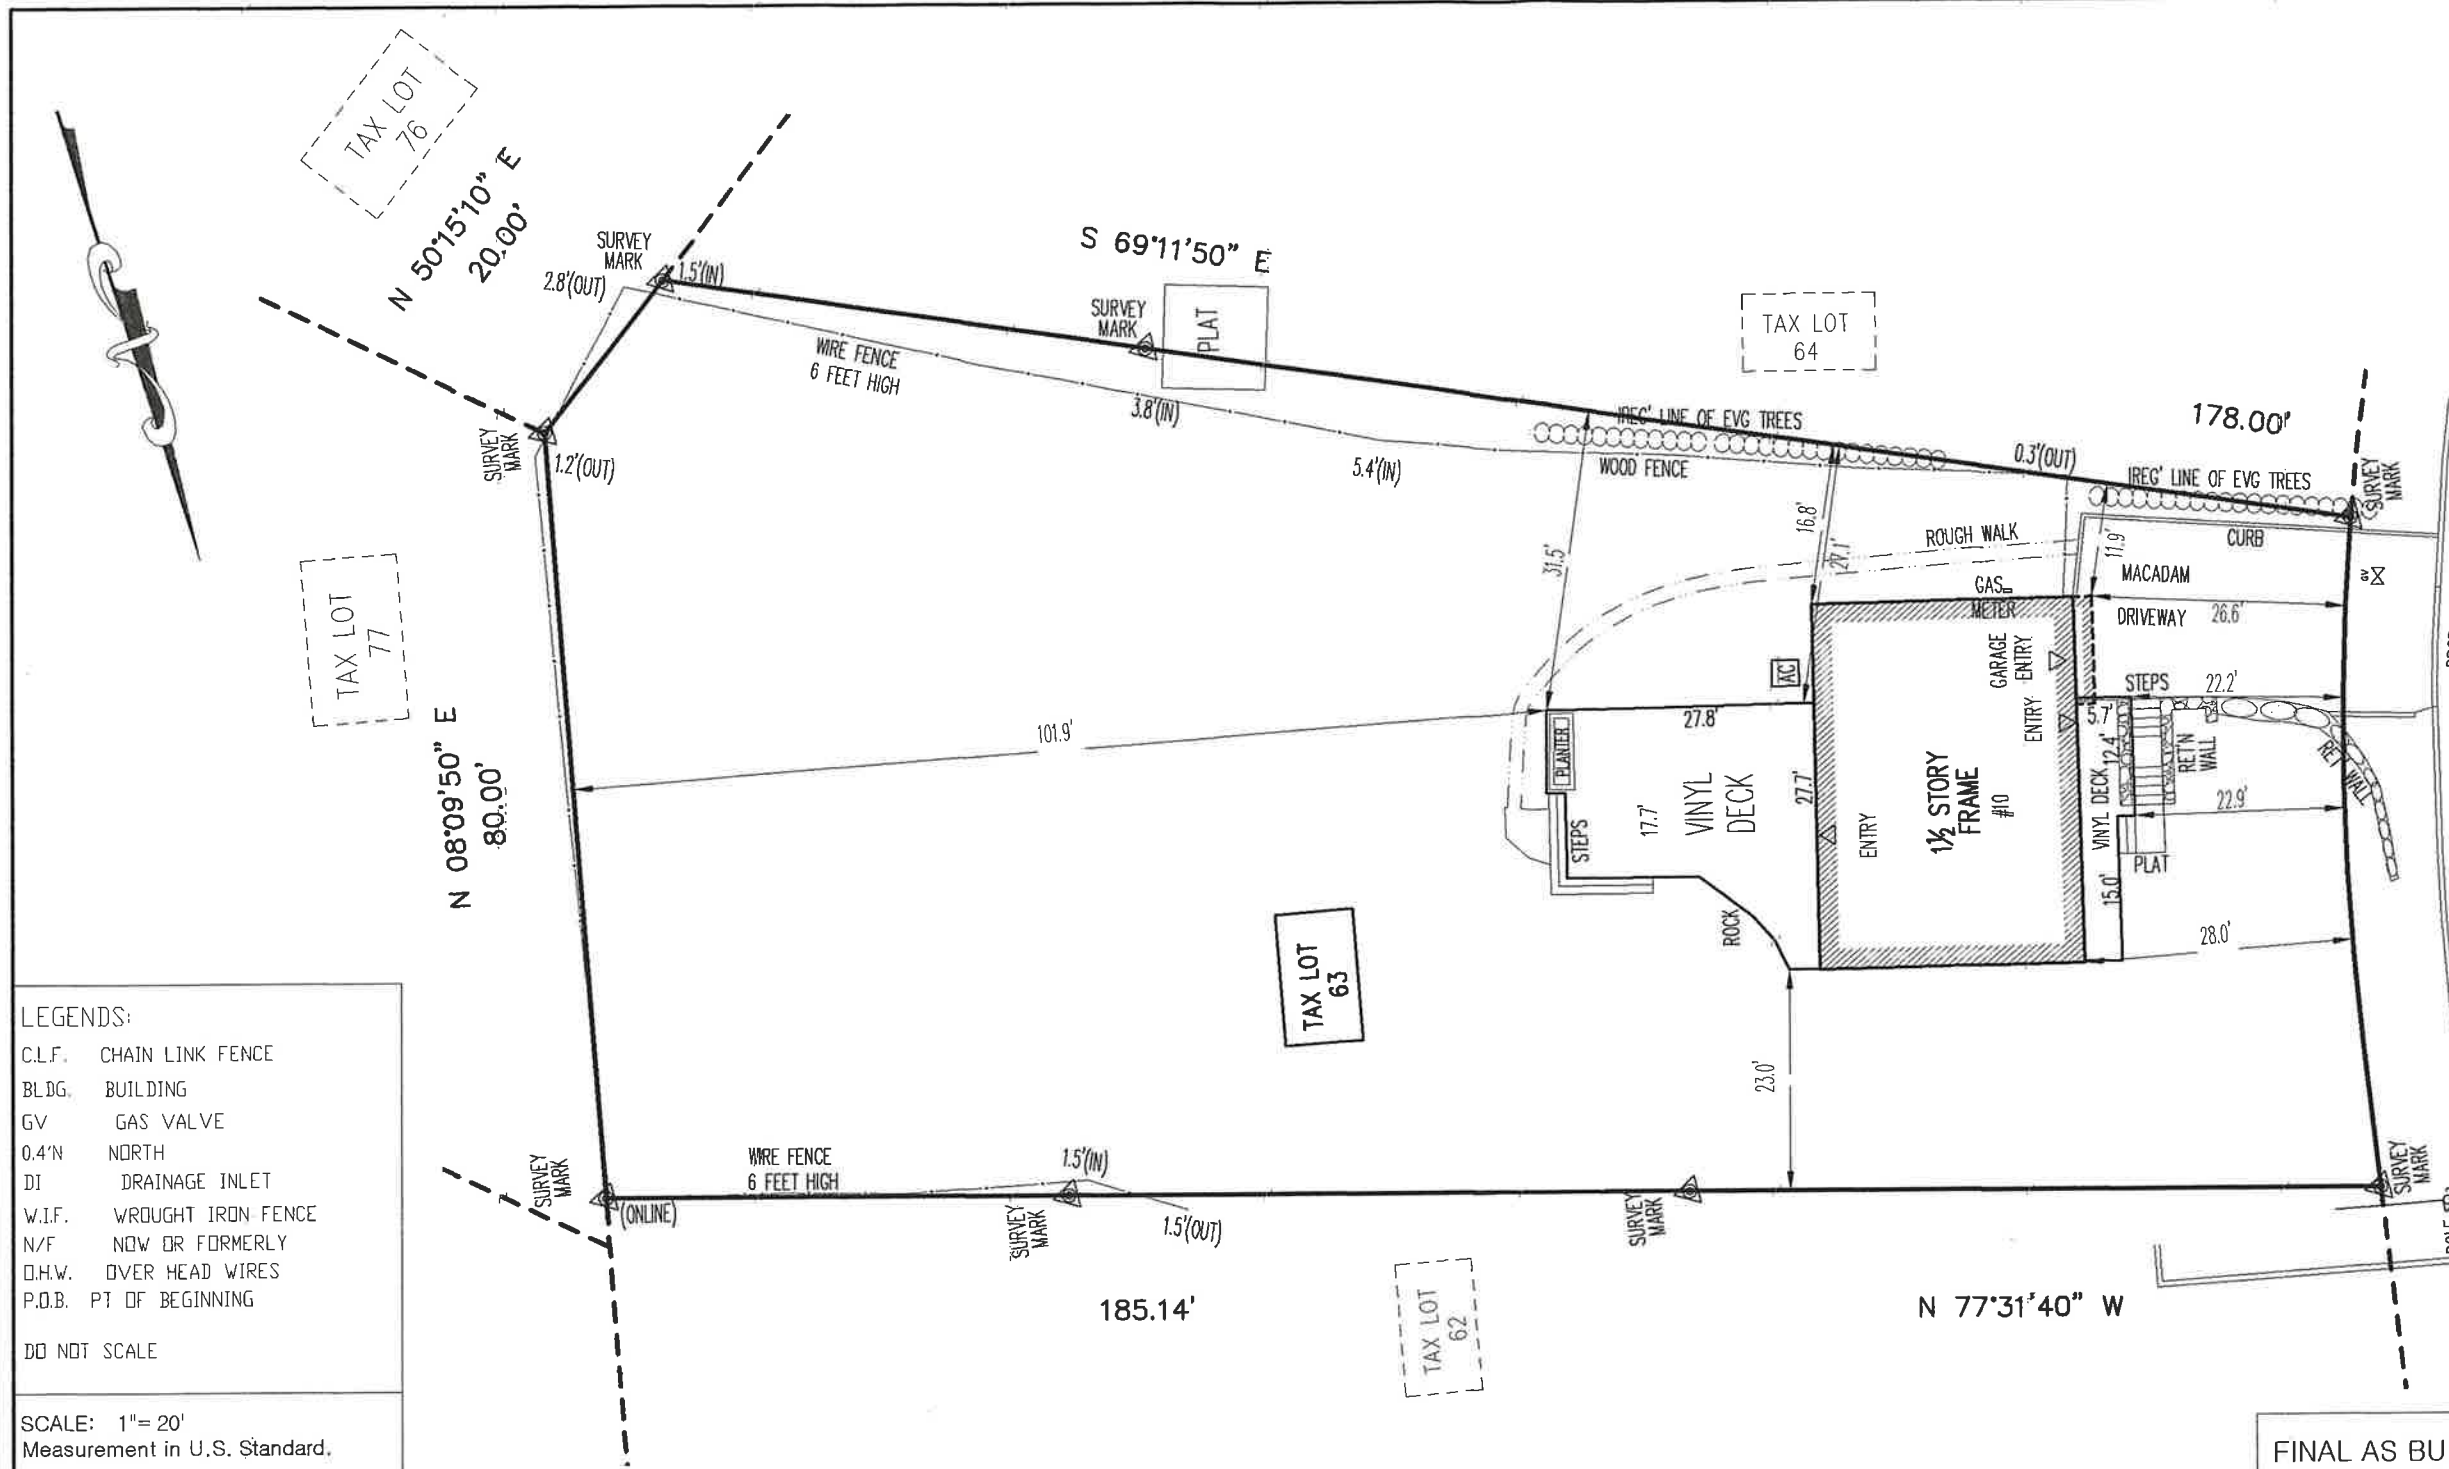 TAX LOT
76
N 50°15'10" E
20.00'
SURVEY
MARK
2.8'(OUT)
1.5'(IN)
S 69°11'50" E
SURVEY
MARK
PLAT
WIRE FENCE
6 FEET HIGH
3.8'(IN)
5.4'(IN)
TAX LOT
64
IREG' LINE OF EVG TREES
WOOD FENCE
178.00'
0.3'(OUT)
IREG' LINE OF EVG TREES
SURVEY
MARK
SURVEY
MARK
1.2'(OUT)
CURB
GV
ROUGH WALK
MACADAM
DRIVEWAY
11.9'
26.6'
16.8'
31.5'
GAS
METER
GARAGE
ENTRY
ENTRY
AC
TAX LOT
77
N 08°09'50" E
80.00'
101.9'
27.8'
PLANTER
STEPS
17.7'
VINYL
DECK
27.7'
ENTRY
1½ STORY
FRAME
#10
STEPS
22.2'
5.7'
12.4'
VINYL DECK
RET'N
WALL
RET' WALL
22.9'
PLAT
15.0'
28.0'
ROCK
TAX LOT
63
23.0'
WIRE FENCE
6 FEET HIGH
1.5'(IN)
SURVEY
MARK
(ONLINE)
SURVEY
MARK
1.5'(OUT)
SURVEY
MARK
SURVEY
MARK
185.14'
TAX LOT
62
N 77°31'40" W
LEGENDS:
C.L.F. CHAIN LINK FENCE
BLDG. BUILDING
GV GAS VALVE
0.4'N NORTH
DI DRAINAGE INLET
W.I.F. WROUGHT IRON FENCE
N/F NOW OR FORMERLY
O.H.W. OVER HEAD WIRES
P.O.B. PT OF BEGINNING
DO NOT SCALE
SCALE: 1"= 20'
Measurement in U.S. Standard.
FINAL AS BU